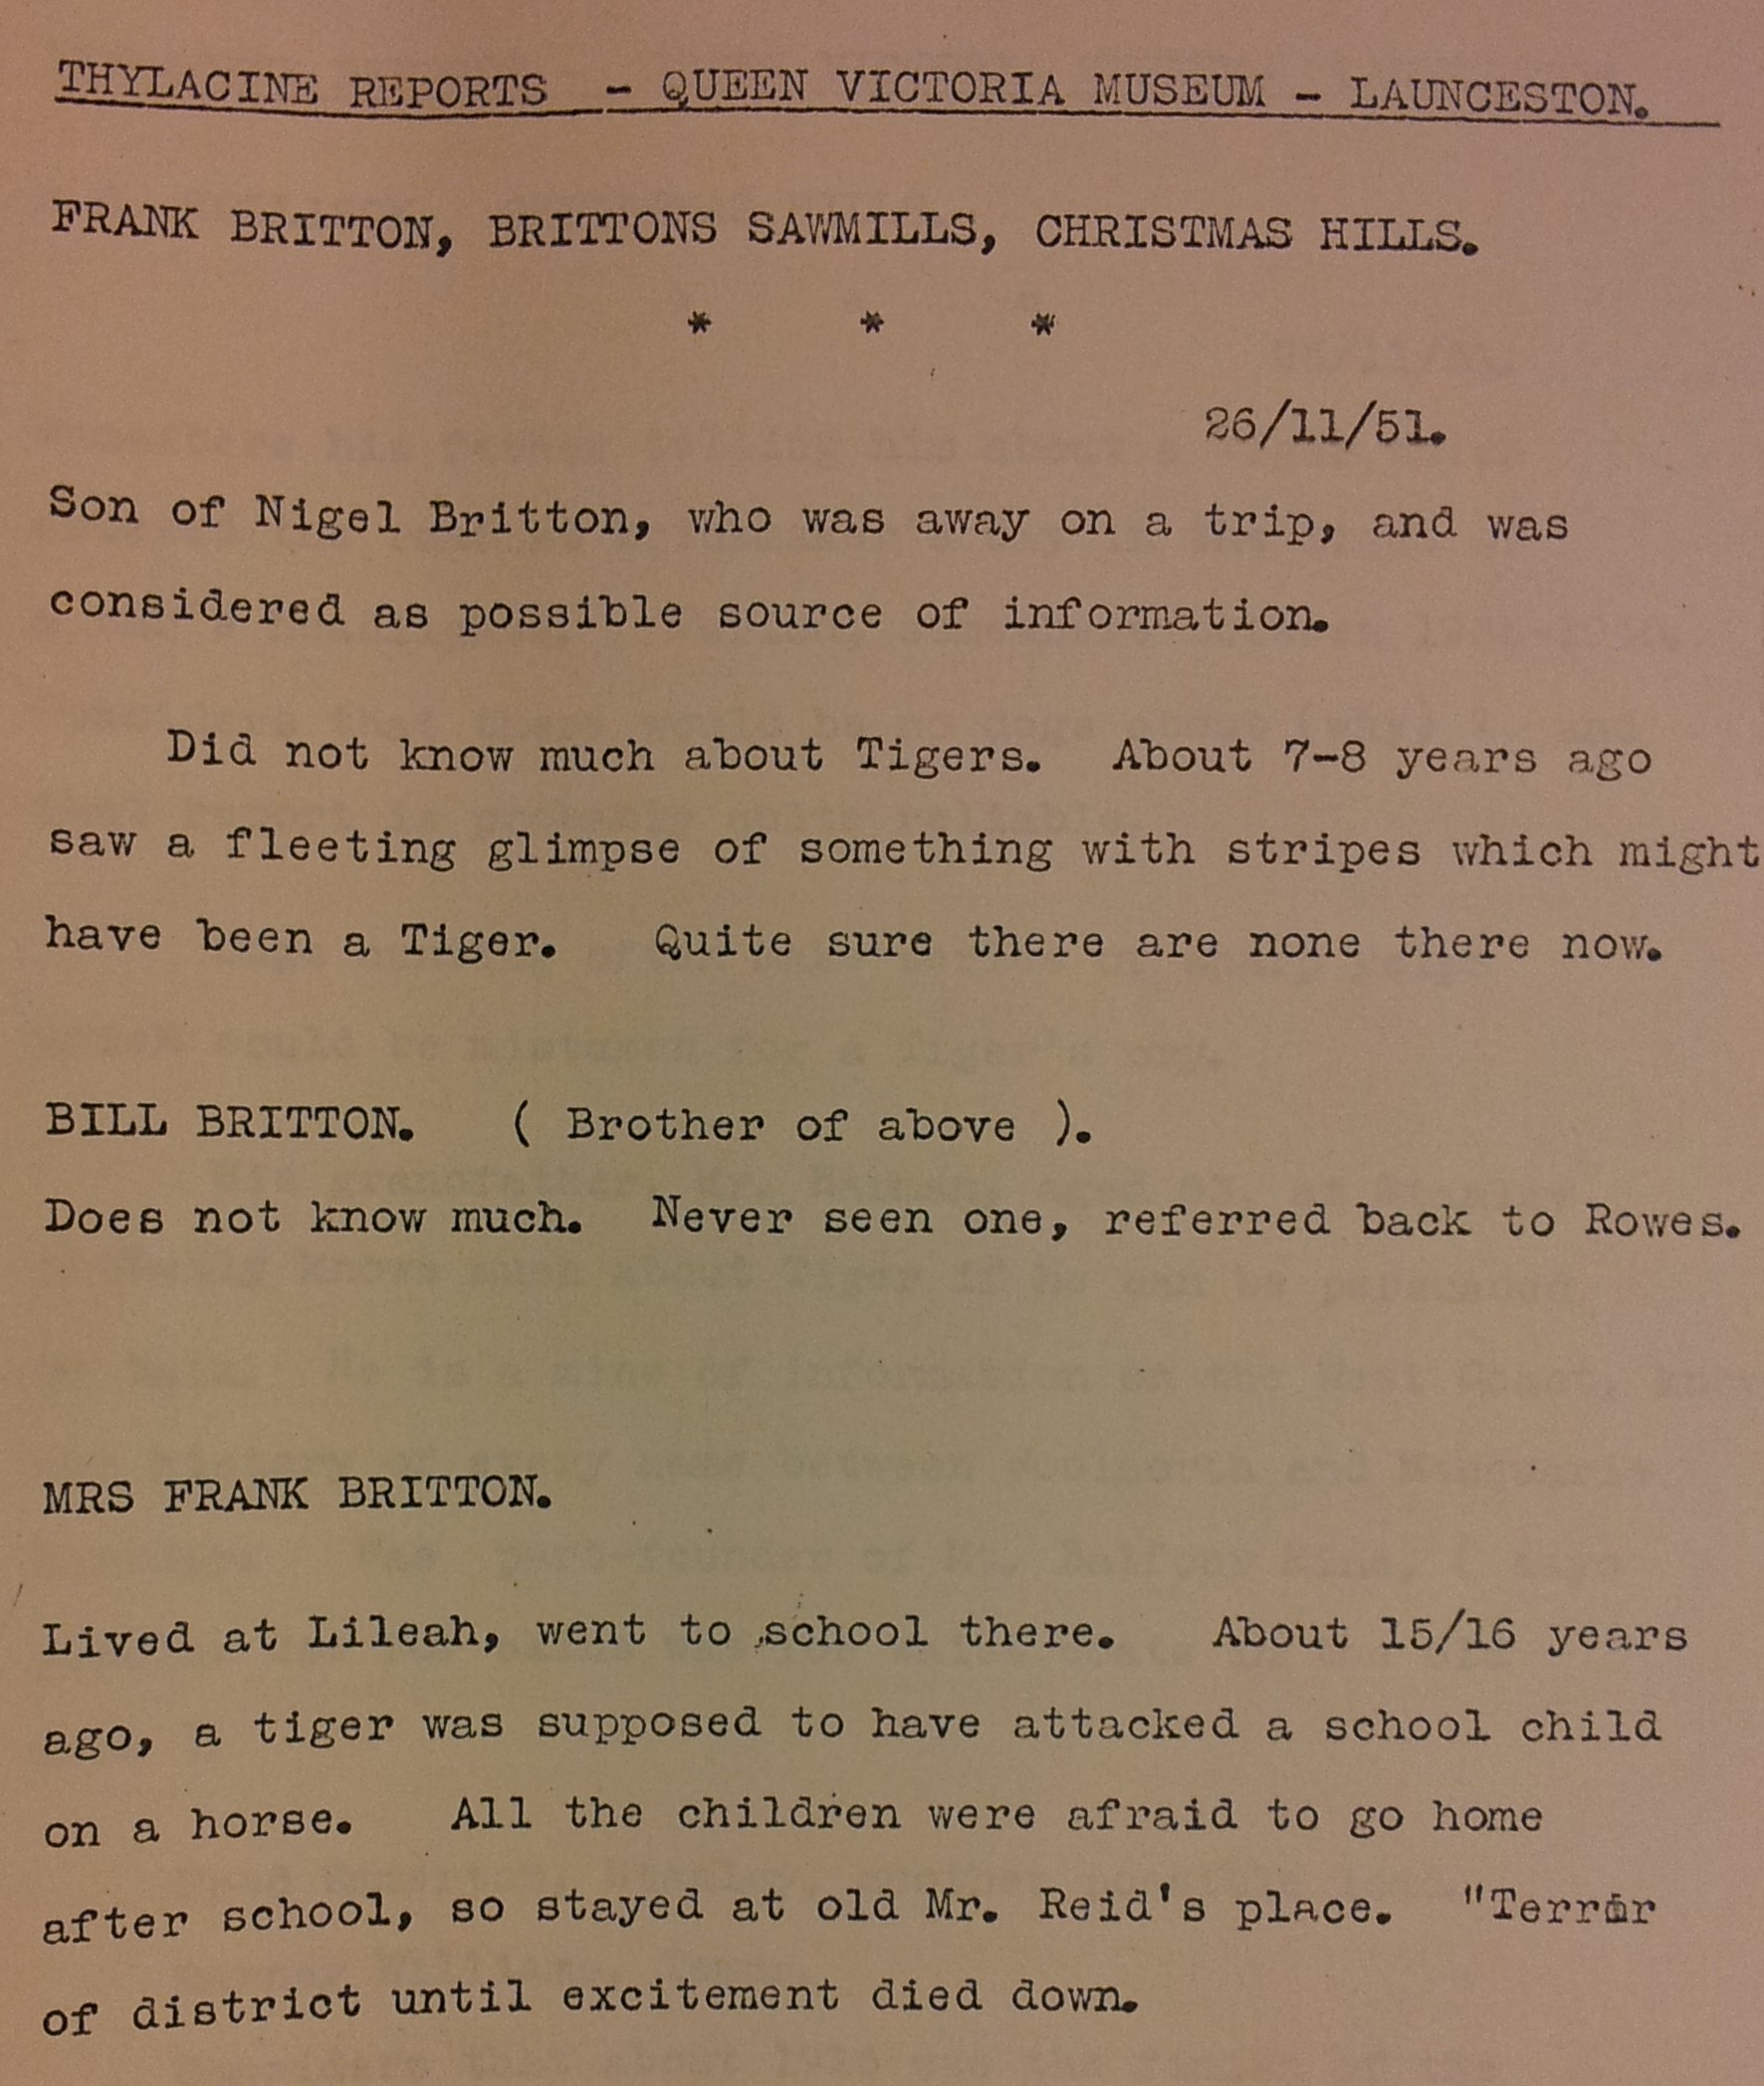 THYLACINE REPORTS - QUEEN VICTORIA MUSEUM - LAUNCESTON.
FRANK BRITTON, BRITTONS SAWMILLS, CHRISTMAS HILLS.
* * *
26/11/51.
Son of Nigel Britton, who was away on a trip, and was
considered as possible source of information.
Did not know much about Tigers. About 7-8 years ago
saw a fleeting glimpse of something with stripes which might
have been a Tiger. Quite sure there are none there now.
BILL BRITTON. ( Brother of above ).
Does not know much. Never seen one, referred back to Rowes.
MRS FRANK BRITTON.
Lived at Lileah, went to school there. About 15/16 years
ago, a tiger was supposed to have attacked a school child
on a horse. All the children were afraid to go home
after school, so stayed at old Mr. Reid's place. "Terror
of district until excitement died down.